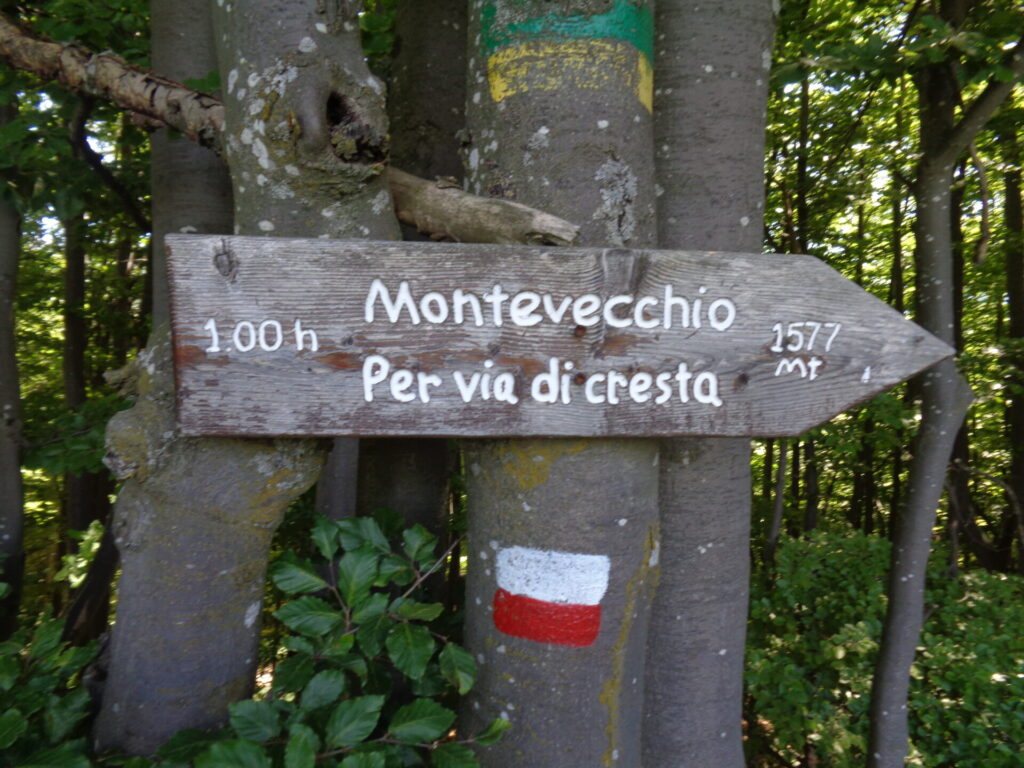 1.00 h
Montevecchio
Per via di cresta
1577
Mt